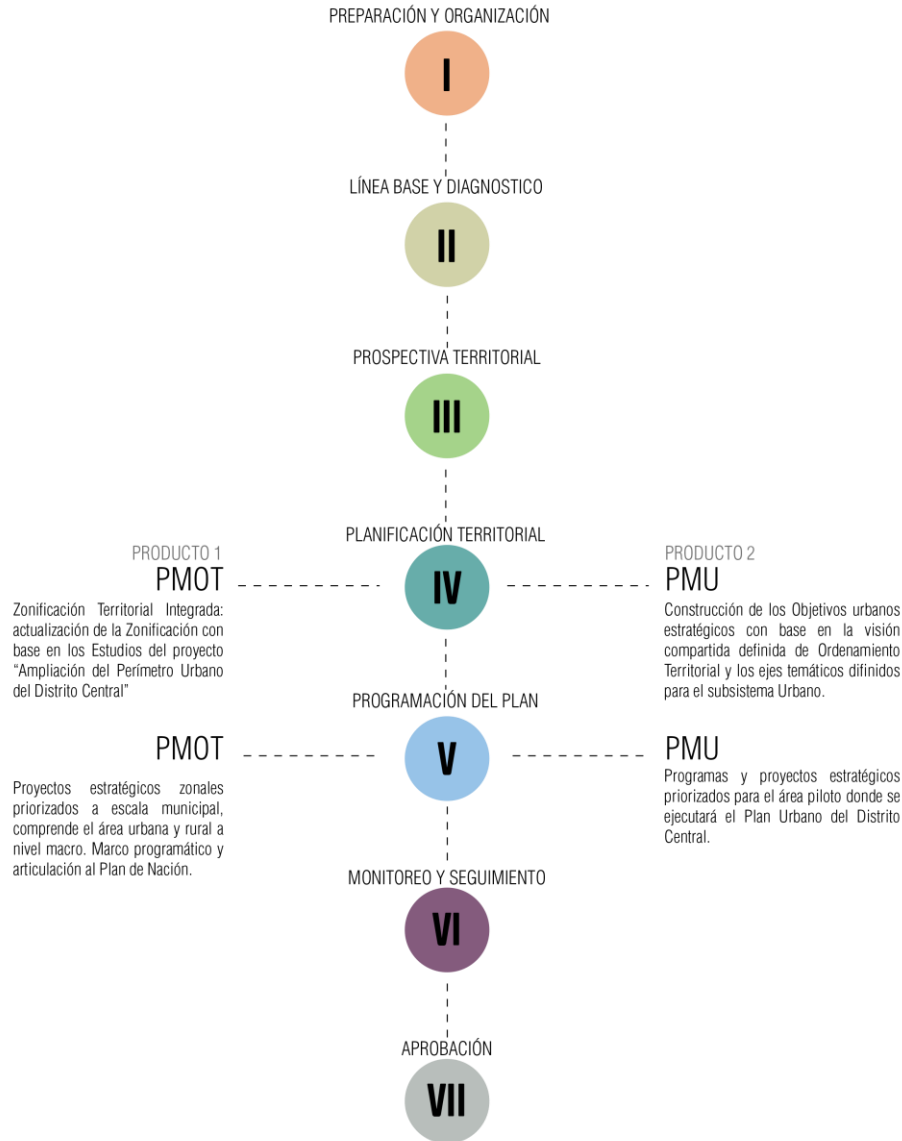 PREPARACIÓN Y ORGANIZACIÓN
I
LÍNEA BASE Y DIAGNOSTICO
II
PROSPECTIVA TERRITORIAL
III
PLANIFICACIÓN TERRITORIAL
IV
PRODUCTO 1
PMOT
Zonificación Territorial Integrada:
actualización de la Zonificación con
base en los Estudios del proyecto
“Ampliación del Perímetro Urbano
del Distrito Central”
PRODUCTO 2
PMU
Construcción de los Objetivos urbanos
estratégicos con base en la visión
compartida definida de Ordenamiento
Territorial y los ejes temáticos difinidos
para el subsistema Urbano.
PROGRAMACIÓN DEL PLAN
V
PMOT
Proyectos estratégicos zonales
priorizados a escala municipal,
comprende el área urbana y rural a
nivel macro. Marco programático y
articulación al Plan de Nación.
PMU
Programas y proyectos estratégicos
priorizados para el área piloto donde se
ejecutará el Plan Urbano del Distrito
Central.
MONITOREO Y SEGUIMIENTO
VI
APROBACIÓN
VII